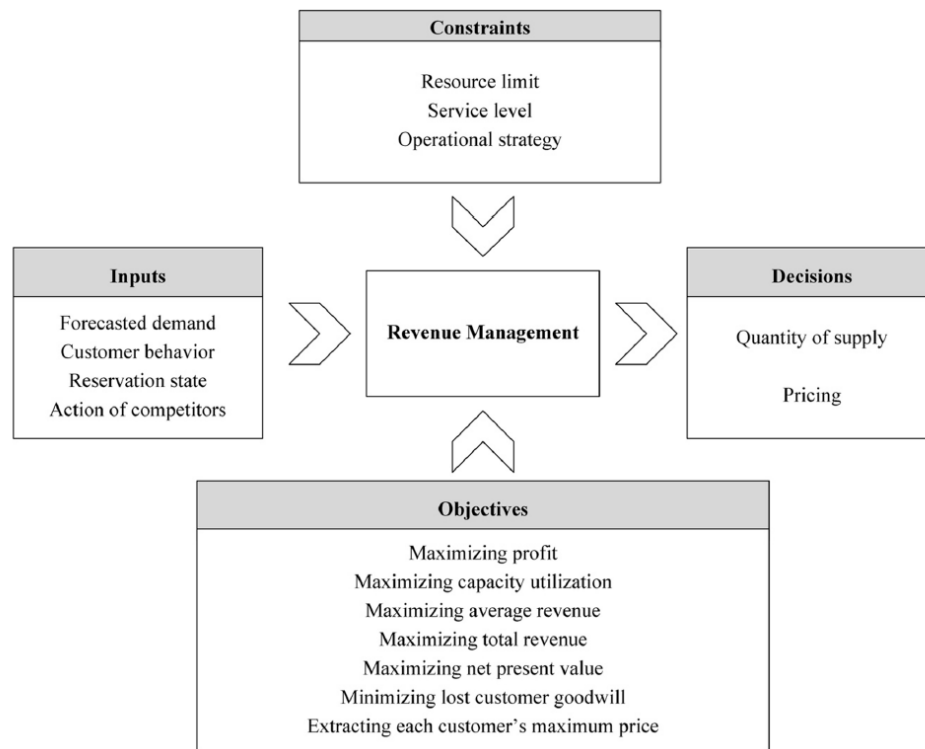 Constraints
Resource limit
Service level
Operational strategy
Inputs
Forecasted demand
Customer behavior
Reservation state
Action of competitors
Revenue Management
Decisions
Quantity of supply
Pricing
Objectives
Maximizing profit
Maximizing capacity utilization
Maximizing average revenue
Maximizing total revenue
Maximizing net present value
Minimizing lost customer goodwill
Extracting each customer’s maximum price